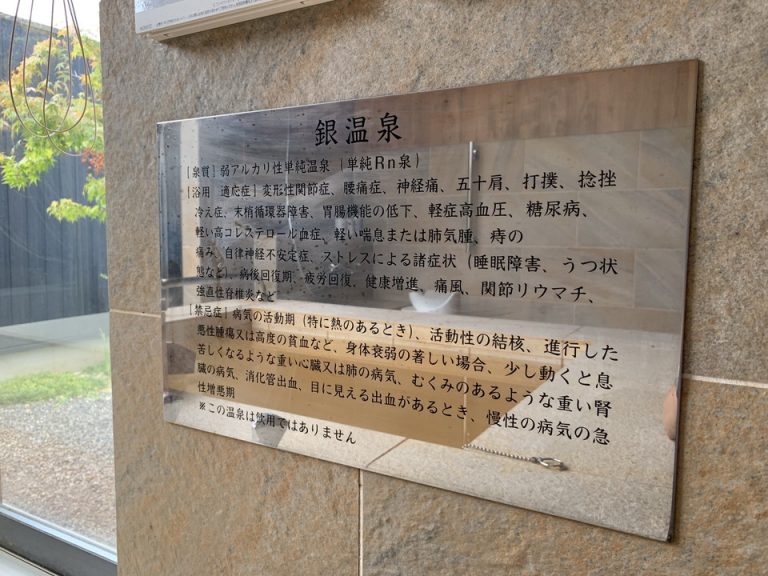 銀温泉
[泉質] 弱アルカリ性単純温泉 (単純Rn泉)
[浴用 適応症] 変形性関節症、腰痛症、神経痛、五十肩、打撲、捻挫
冷え症、末梢循環器障害、胃腸機能の低下、軽症高血圧、糖尿病、
軽い高コレステロール血症、軽い喘息または肺気腫、痔の
痛み、自律神経不安定症、ストレスによる諸症状 (睡眠障害、うつ状
態など)、病後回復期、疲労回復、健康増進、痛風、関節リウマチ、
強直性脊椎炎など
[禁忌症] 病気の活動期 (特に熱のあるとき)、活動性の結核、進行した
悪性腫瘍又は高度の貧血など、身体衰弱の著しい場合、少し動くと息
苦しくなるような重い心臓又は肺の病気、むくみのあるような重い腎
臓の病気、消化管出血、目に見える出血があるとき、慢性の病気の急
性増悪期
※この温泉は飲用ではありません